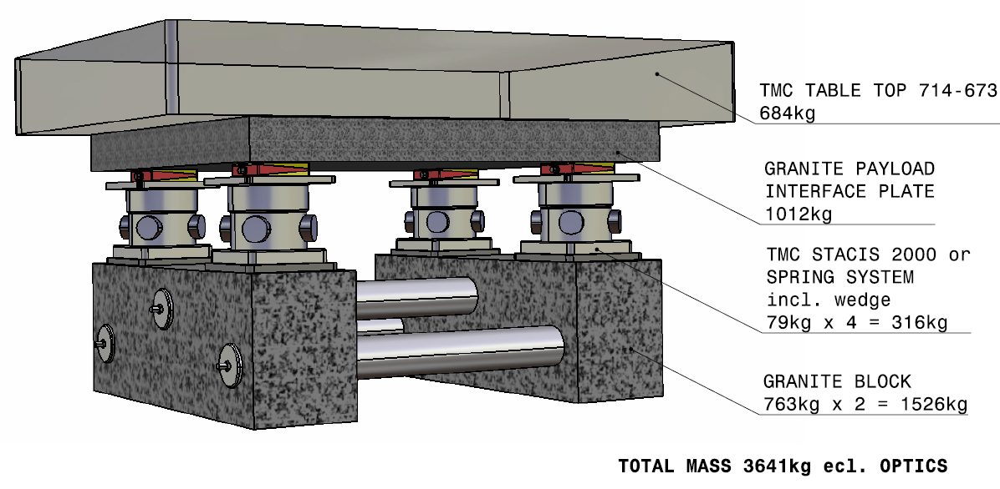 TMC TABLE TOP 714-673
684kg
GRANITE PAYLOAD
INTERFACE PLATE
1012kg
TMC STACIS 2000 or
SPRING SYSTEM
incl. wedge
79kg x 4 = 316kg
GRANITE BLOCK
763kg x 2 = 1526kg
TOTAL MASS 3641kg ecl. OPTICS